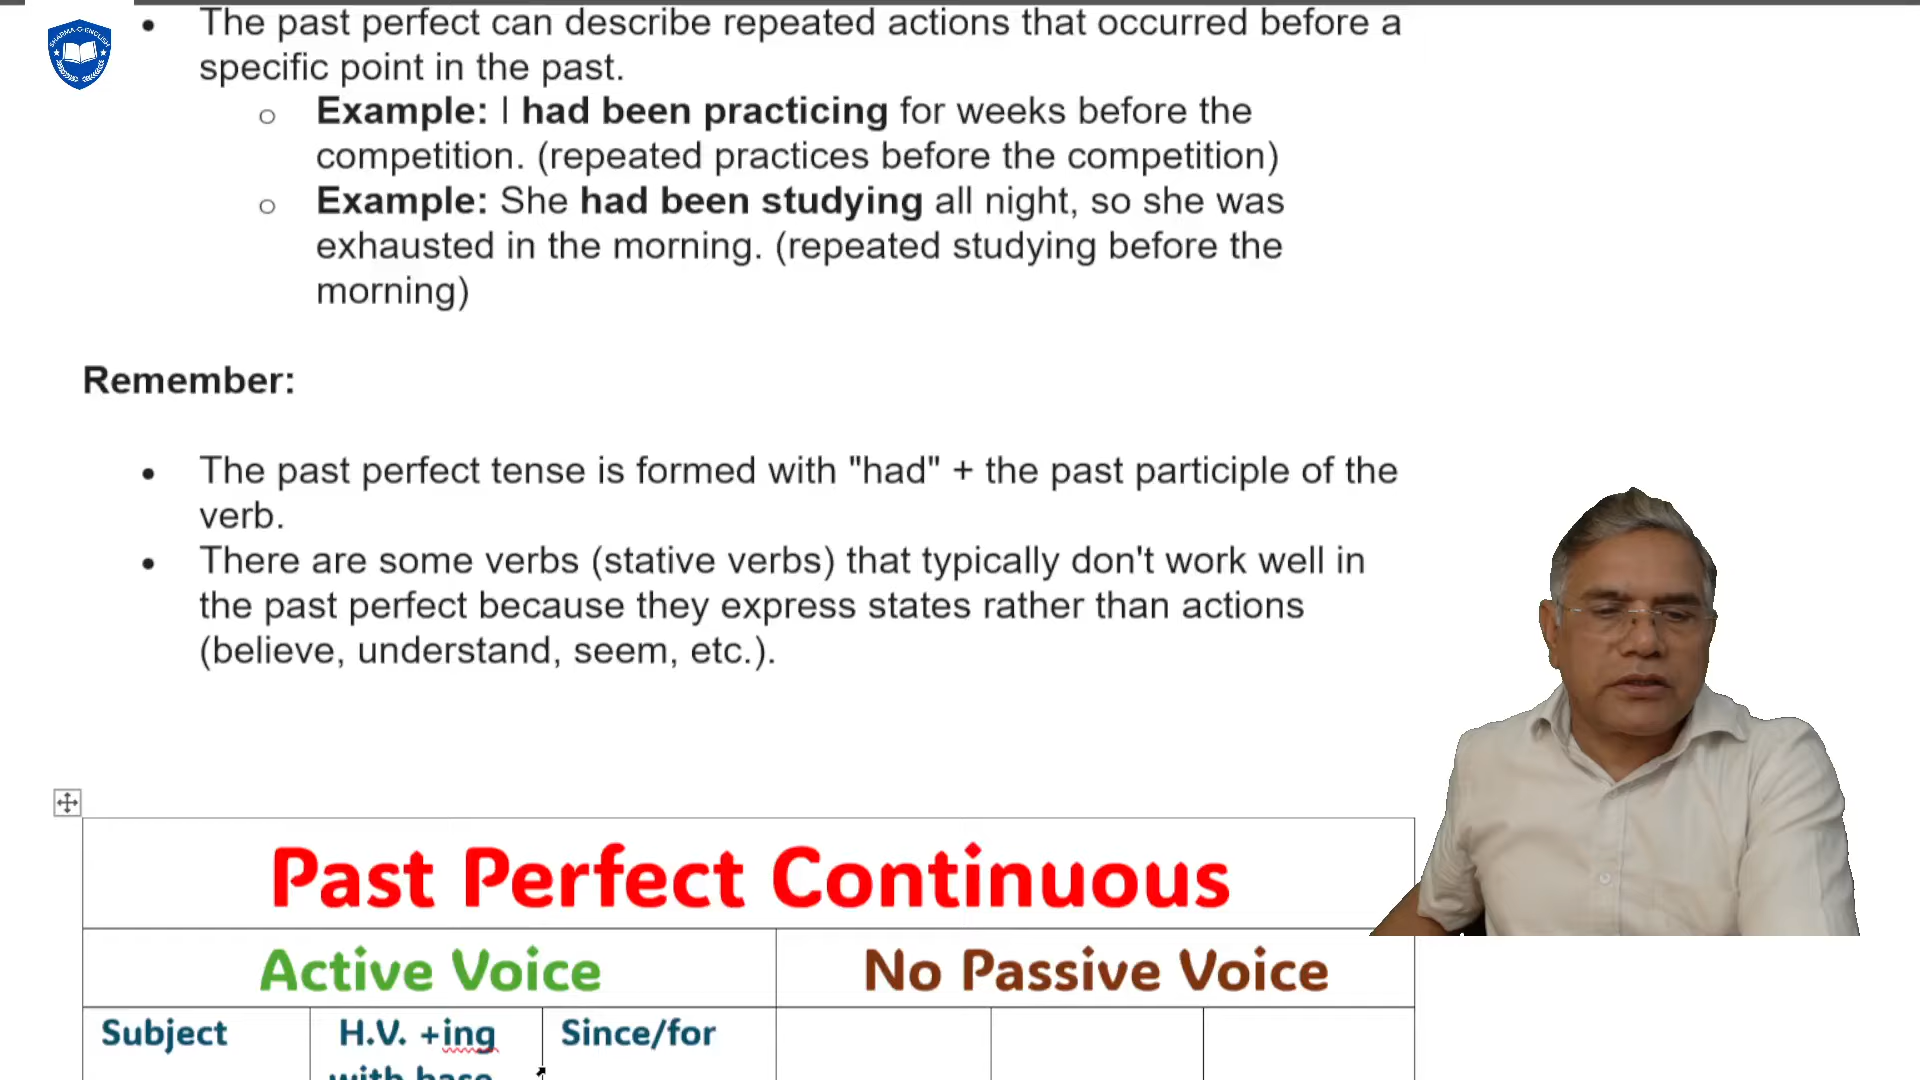 The past perfect can describe repeated actions that occurred before a
specific point in the past.
Example: I had been practicing for weeks before the
competition. (repeated practices before the competition)
Example: She had been studying all night, so she was
exhausted in the morning. (repeated studying before the
morning)
Remember:
The past perfect tense is formed with "had" + the past participle of the
verb.
There are some verbs (stative verbs) that typically don't work well in
the past perfect because they express states rather than actions
(believe, understand, seem, etc.).
Past Perfect Continuous
Active Voice
No Passive Voice
Subject
H.V. +ing
with base
Since/for